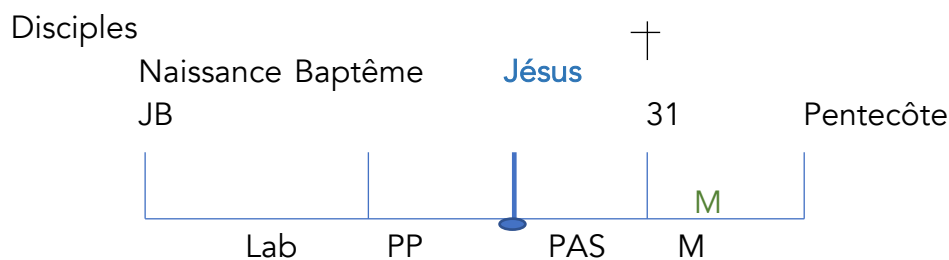 Disciples
Naissance Baptême Jésus
JB 31 Pentecôte
M
Lab PP PAS M